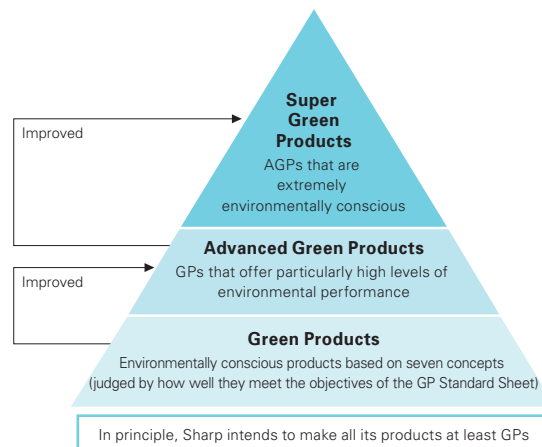 Super
Green
Products
AGPs that are
extremely
environmentally conscious
Improved
Advanced Green Products
GPs that offer particularly high levels of
environmental performance
Improved
Green Products
Environmentally conscious products based on seven concepts
(judged by how well they meet the objectives of the GP Standard Sheet)
In principle, Sharp intends to make all its products at least GPs